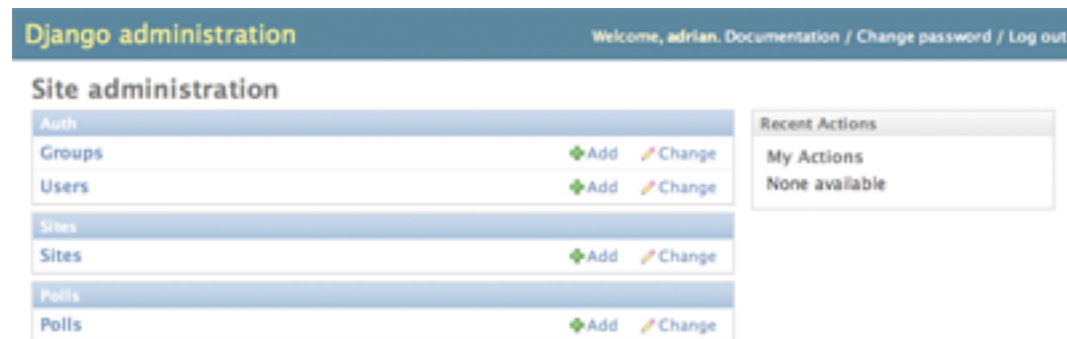 Django administration
Welcome, adrian. Documentation / Change password / Log out
Site administration
Auth
Groups Add Change
Users Add Change
Sites
Sites Add Change
Polls
Polls Add Change
Recent Actions
My Actions
None available